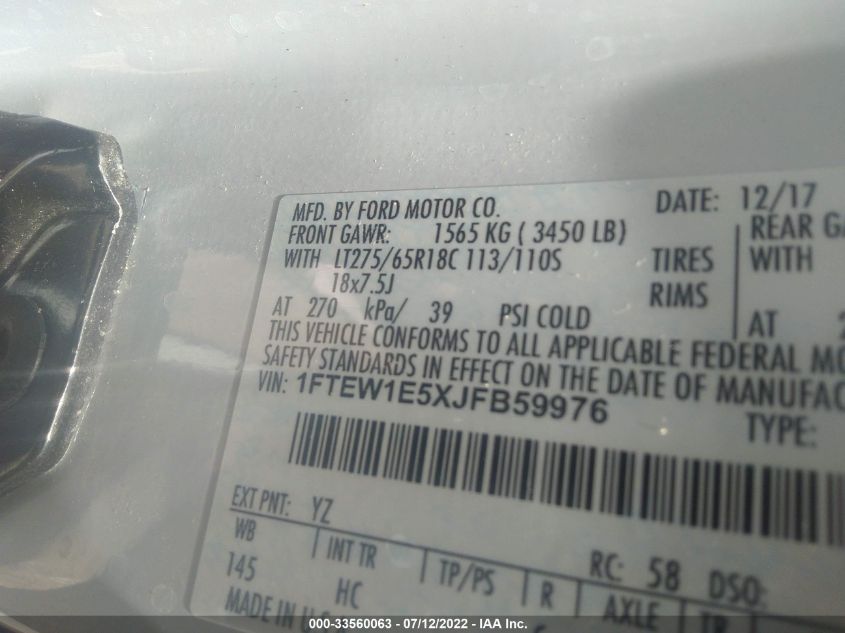 MFD. BY FORD MOTOR CO. DATE: 12/17
FRONT GAWR: 1565 KG ( 3450 LB) REAR
WITH LT275/65R18C 113/110S TIRES WITH
18x7.5J RIMS
AT 270 kPa/ 39 PSI COLD AT
THIS VEHICLE CONFORMS TO ALL APPLICABLE FEDERAL
SAFETY STANDARDS IN EFFECT ON THE DATE OF
VIN: 1FTEW1E5XJFB59976 TYPE:
EXT PNT: YZ RC: 58 DSO:
WB INT TR TP/PS R AXLE TR
145 HC
MADE IN
000-33560063 - 07/12/2022 - IAA Inc.